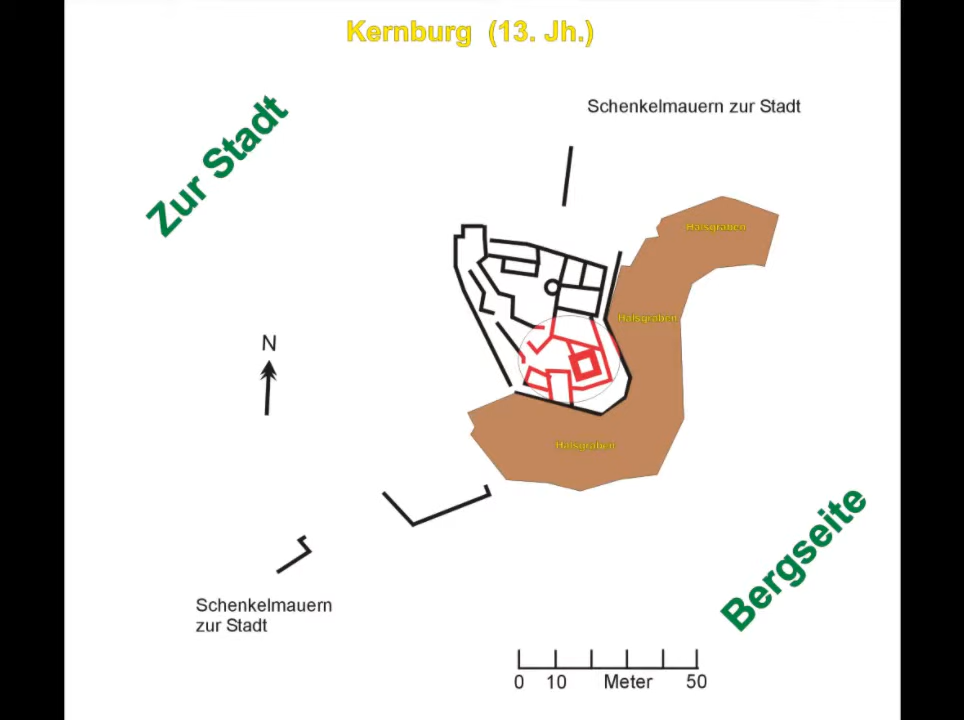 Kernburg (13. Jh.)
Zur Stadt
Schenkelmauern zur Stadt
Halsgraben
Halsgraben
N
Halsgraben
Bergseite
Schenkelmauern
zur Stadt
0 10 Meter 50